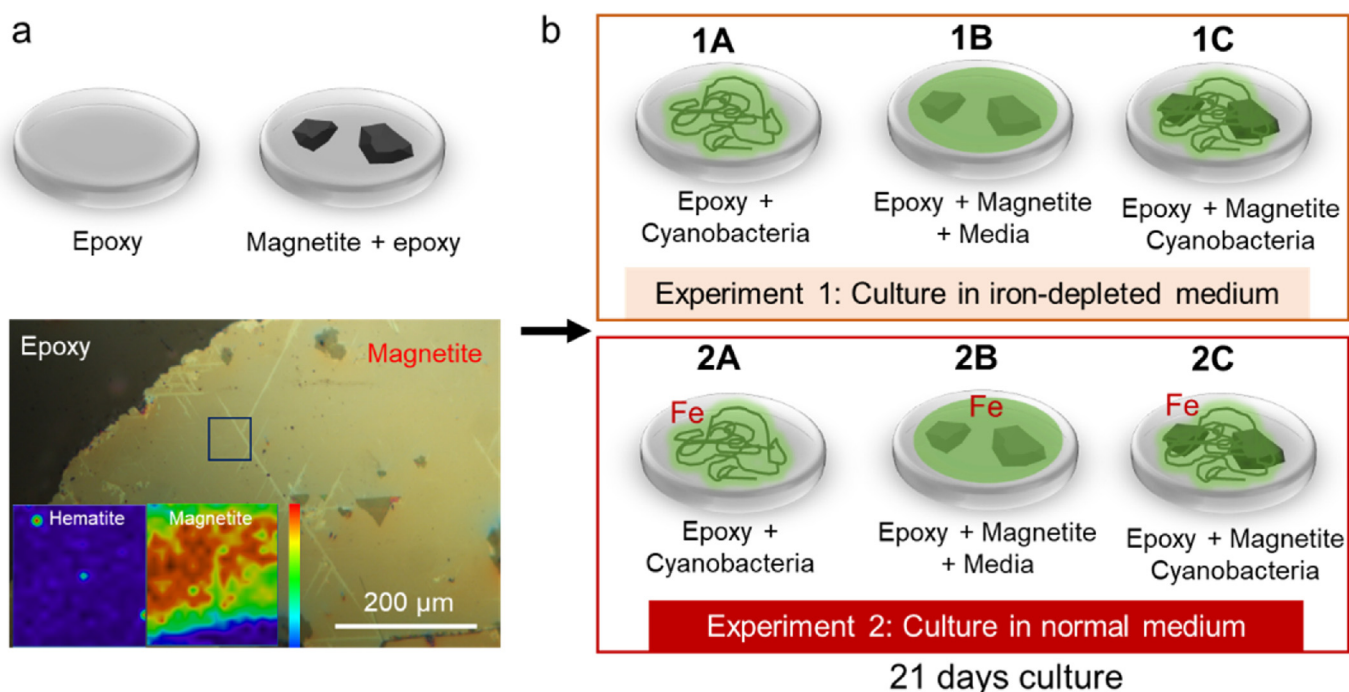 a
Epoxy
Magnetite + epoxy
Epoxy
Magnetite
Hematite
Magnetite
200 µm
b
1A
1B
1C
Epoxy +
Cyanobacteria
Epoxy + Magnetite
+ Media
Epoxy + Magnetite
Cyanobacteria
Experiment 1: Culture in iron-depleted medium
2A
2B
2C
Fe
Fe
Fe
Epoxy +
Cyanobacteria
Epoxy + Magnetite
+ Media
Epoxy + Magnetite
Cyanobacteria
Experiment 2: Culture in normal medium
21 days culture